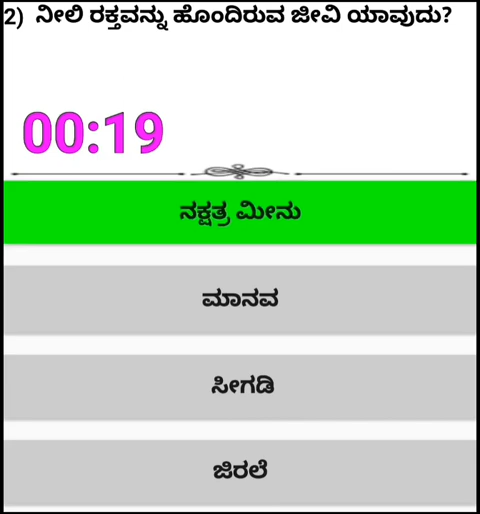 2) ನೀಲಿ ರಕ್ತವನ್ನು ಹೊಂದಿರುವ ಜೀವಿ ಯಾವುದು?
00:19
ನಕ್ಷತ್ರ ಮೀನು
ಮಾನವ
ಸೀಗಡಿ
ಜಿರಲೆ